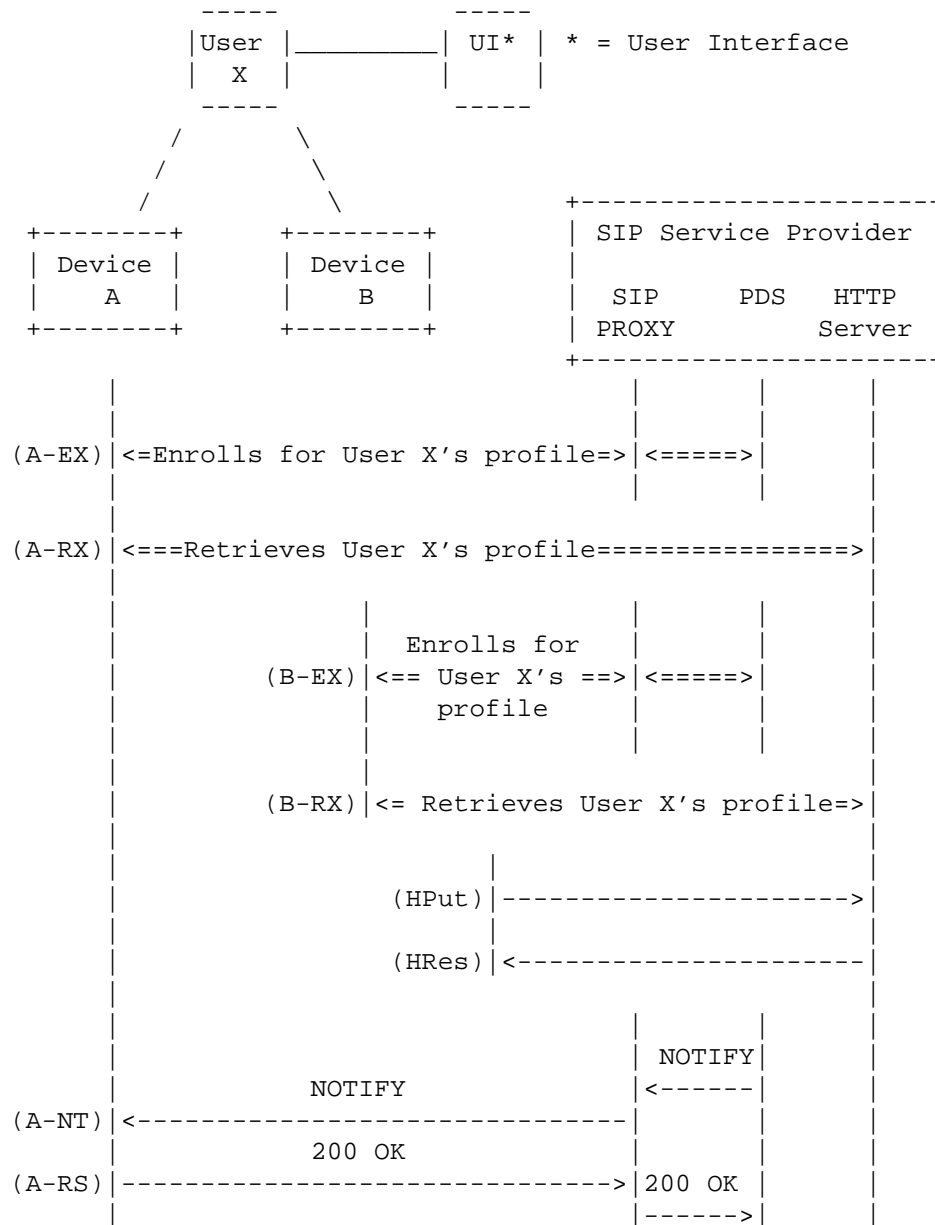 User UI* * = User Interface
X
SIP Service Provider
Device Device
A B SIP PDS HTTP
PROXY Server
(A-EX) <=Enrolls for User X's profile=> <=====>
(A-RX) <===Retrieves User X's profile================>
Enrolls for
(B-EX) <== User X's ==> <=====>
profile
(B-RX) <= Retrieves User X's profile=>
(HPut) ----------------------->
(HRes) <-----------------------
NOTIFY
NOTIFY <------
(A-NT) <-------------------------------
200 OK
(A-RS) -------------------------------> 200 OK
------>